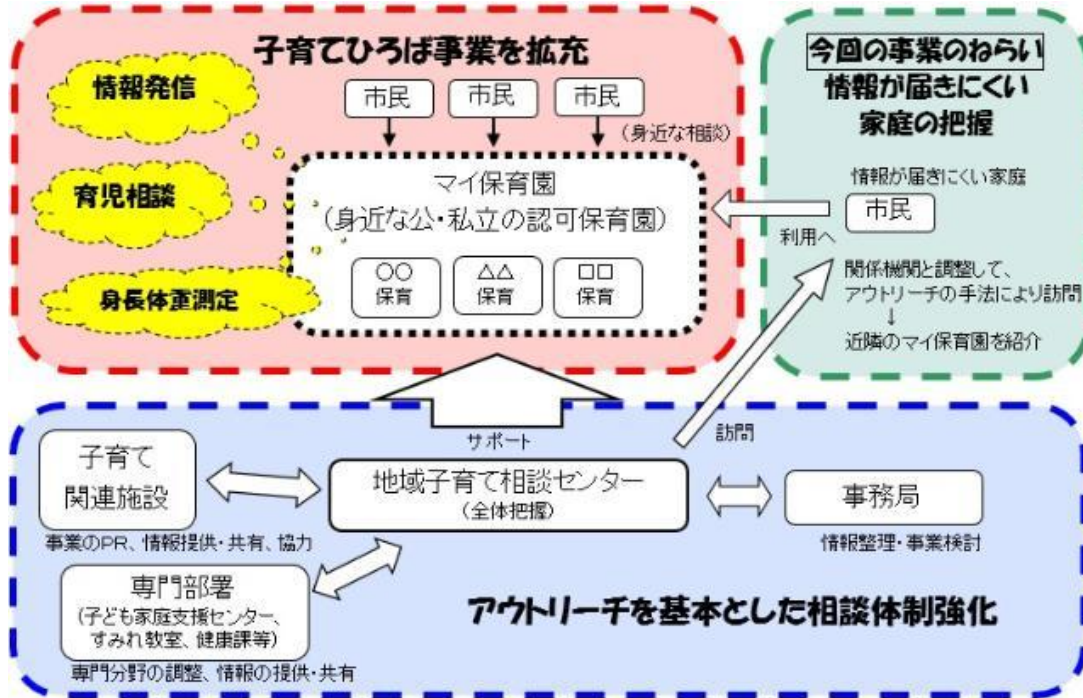 子育てひろば事業を拡充
情報発信
育児相談
身長体重測定
市民
市民
市民
(身近な相談)
マイ保育園
(身近な公・私立の認可保育園)
○○
保育
△△
保育
□□
保育
今回の事業のねらい
情報が届きにくい
家庭の把握
情報が届きにくい家庭
市民
利用へ
関係機関と調整して、
アウトリーチの手法により訪問
↓
近隣のマイ保育園を紹介
サポート
訪問
子育て
関連施設
事業のPR、情報提供・共有、協力
地域子育て相談センター
(全体把握)
事務局
情報整理・事業検討
専門部署
(子ども家庭支援センター、
すみれ教室、健康課等)
専門分野の調整、情報の提供・共有
アウトリーチを基本とした相談体制強化